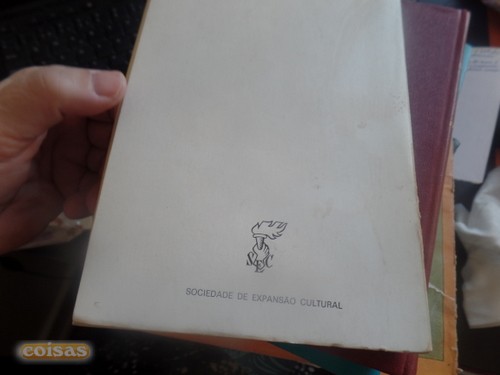 SOCIEDADE DE EXPANSÃO CULTURAL
coisas